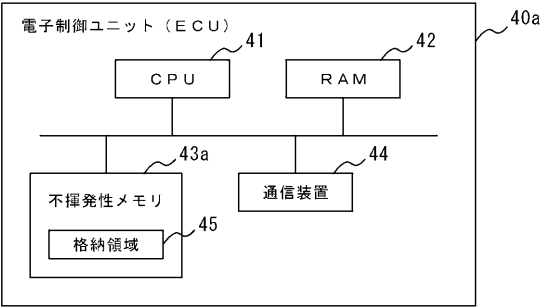 電子制御ユニット(ECU)
40a
41
42
CPU
RAM
43a
44
不揮発性メモリ
通信装置
45
格納領域